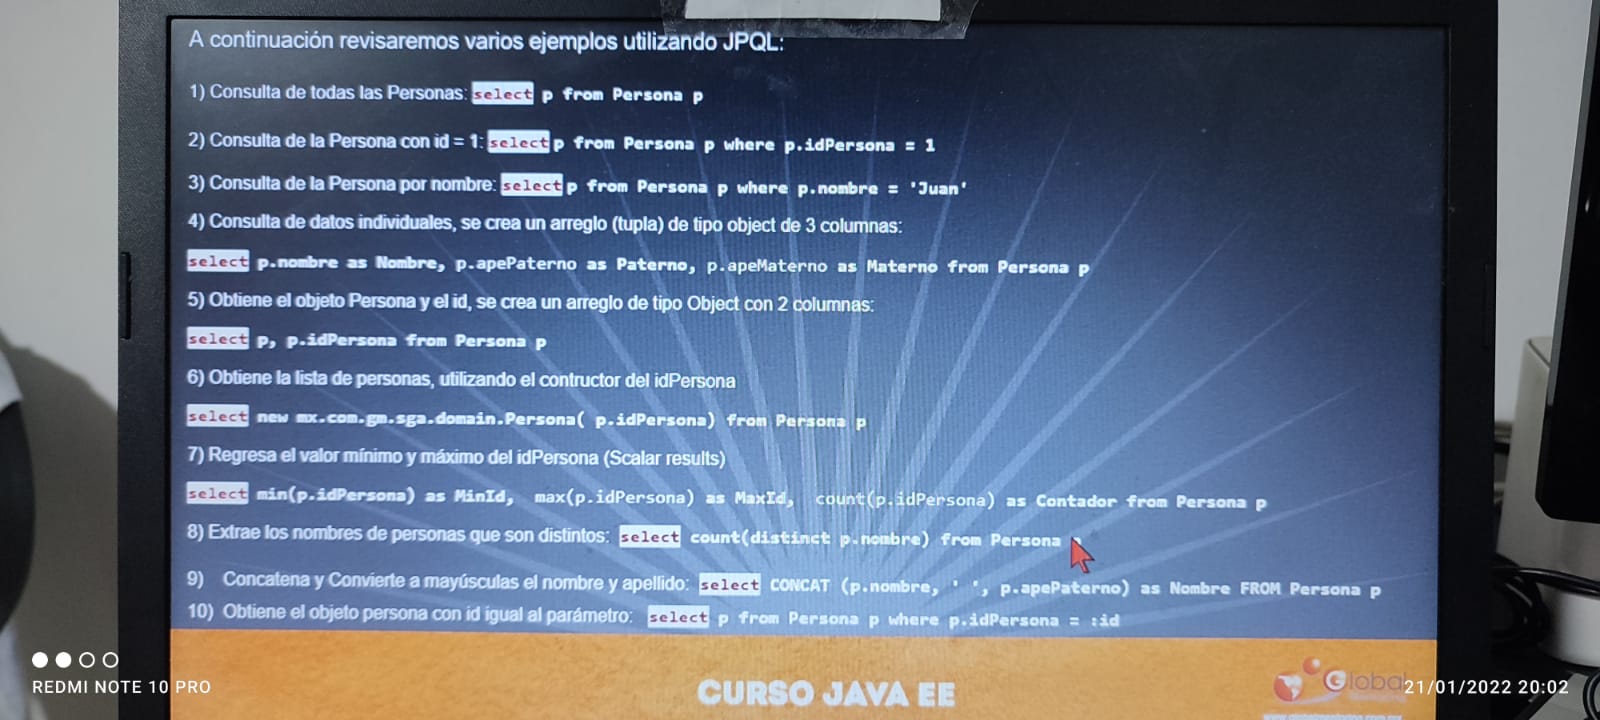 A continuación revisaremos varios ejemplos utilizando JPQL:
1) Consulta de todas las Personas: select p from Persona p
2) Consulta de la Persona con id = 1: select p from Persona p where p.idPersona = 1
3) Consulta de la Persona por nombre: select p from Persona p where p.nombre = 'Juan'
4) Consulta de datos individuales, se crea un arreglo (tupla) de tipo object de 3 columnas:
select p.nombre as Nombre, p.apePaterno as Paterno, p.apeMaterno as Materno from Persona p
5) Obtiene el objeto Persona y el id, se crea un arreglo de tipo Object con 2 columnas:
select p, p.idPersona from Persona p
6) Obtiene la lista de personas, utilizando el contructor del idPersona
select new mx.com.gm.sga.domain.Persona( p.idPersona) from Persona p
7) Regresa el valor mínimo y máximo del idPersona (Scalar results)
select min(p.idPersona) as MinId, max(p.idPersona) as MaxId, count(p.idPersona) as Contador from Persona p
8) Extrae los nombres de personas que son distintos: select count(distinct p.nombre) from Persona
9) Concatena y Convierte a mayúsculas el nombre y apellido: select CONCAT (p.nombre, ' ', p.apePaterno) as Nombre FROM Persona p
10) Obtiene el objeto persona con id igual al parámetro: select p from Persona p where p.idPersona = :id
CURSO JAVA EE
Global
REDMI NOTE 10 PRO
21/01/2022 20:02